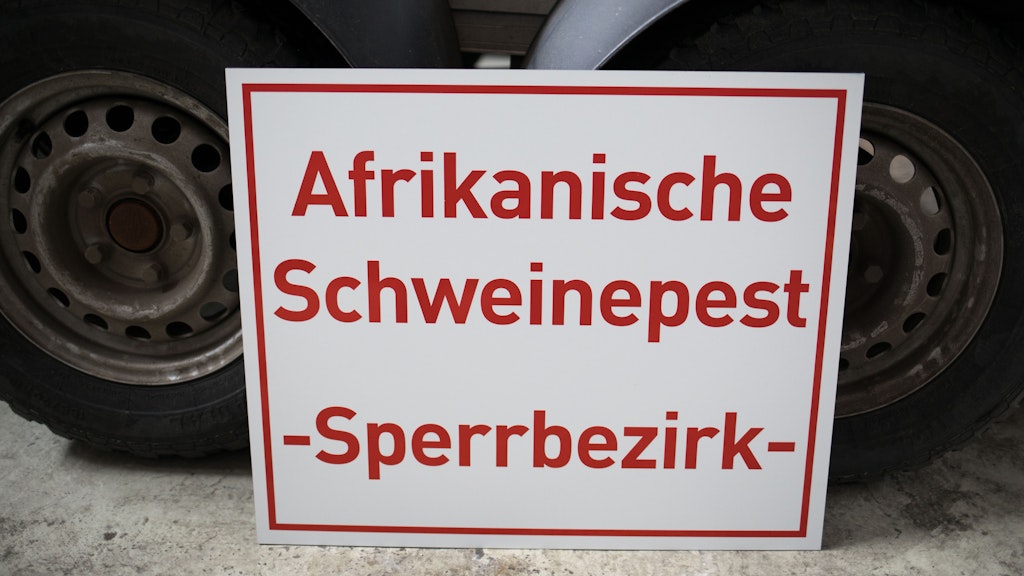 Afrikanische
Schweinepest
-Sperrbezirk-